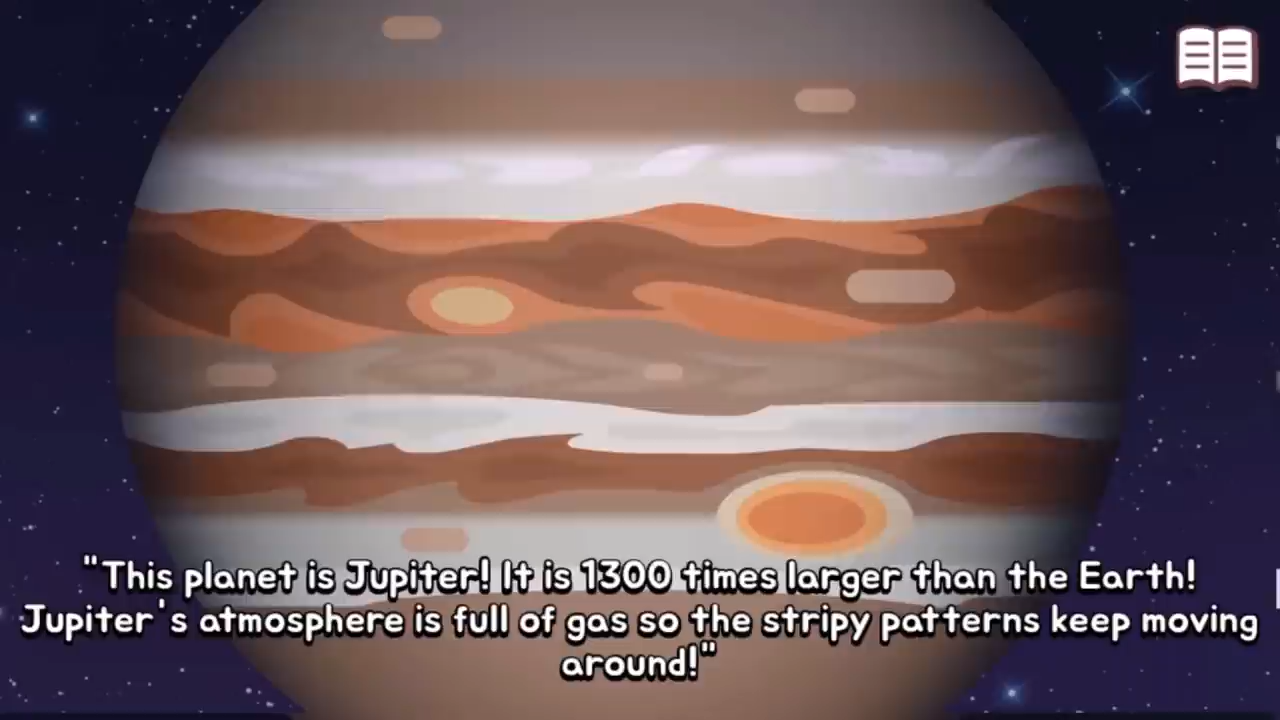 "This planet is Jupiter! It is 1300 times larger than the Earth!
Jupiter's atmosphere is full of gas so the stripy patterns keep moving
around!"